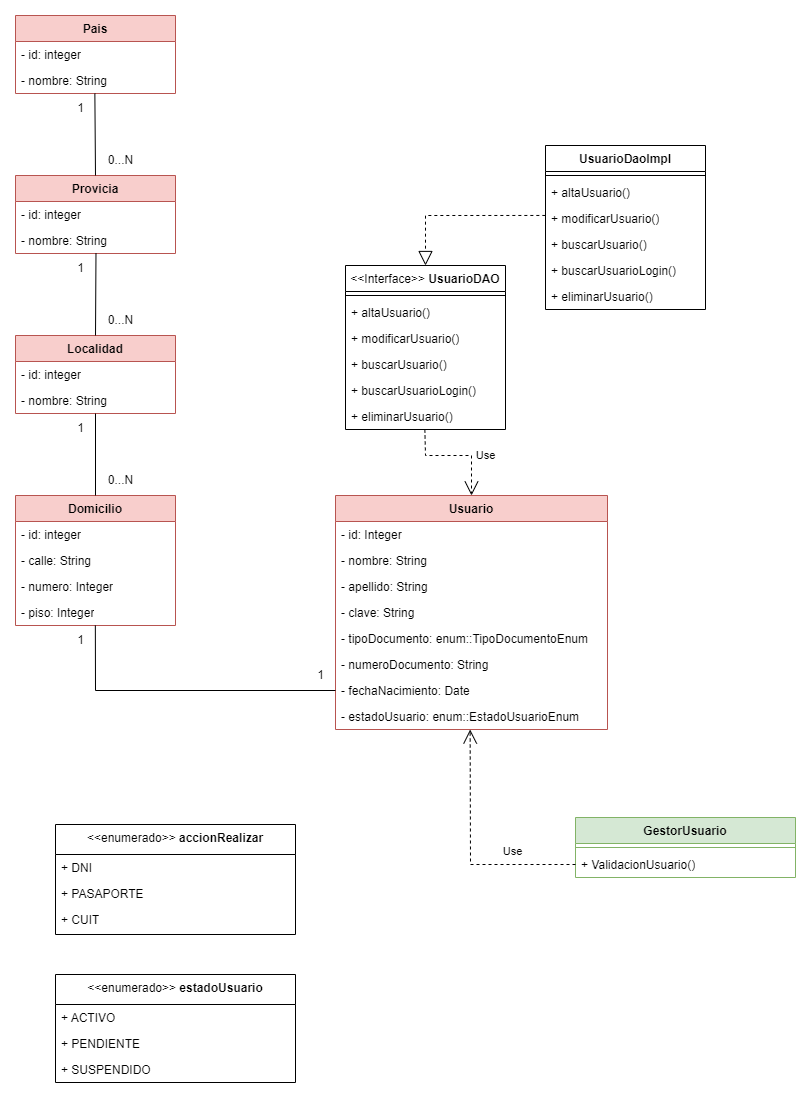 Pais
- id: integer
- nombre: String
1
0...N
Provicia
- id: integer
- nombre: String
1
0...N
Localidad
- id: integer
- nombre: String
1
0...N
Domicilio
- id: integer
- calle: String
- numero: Integer
- piso: Integer
1
1
UsuarioDaoImpl
+ altaUsuario()
+ modificarUsuario()
+ buscarUsuario()
+ buscarUsuarioLogin()
+ eliminarUsuario()
<<Interface>> UsuarioDAO
+ altaUsuario()
+ modificarUsuario()
+ buscarUsuario()
+ buscarUsuarioLogin()
+ eliminarUsuario()
Use
Usuario
- id: Integer
- nombre: String
- apellido: String
- clave: String
- tipoDocumento: enum::TipoDocumentoEnum
- numeroDocumento: String
- fechaNacimiento: Date
- estadoUsuario: enum::EstadoUsuarioEnum
Use
GestorUsuario
+ ValidacionUsuario()
<<enumerado>> accionRealizar
+ DNI
+ PASAPORTE
+ CUIT
<<enumerado>> estadoUsuario
+ ACTIVO
+ PENDIENTE
+ SUSPENDIDO